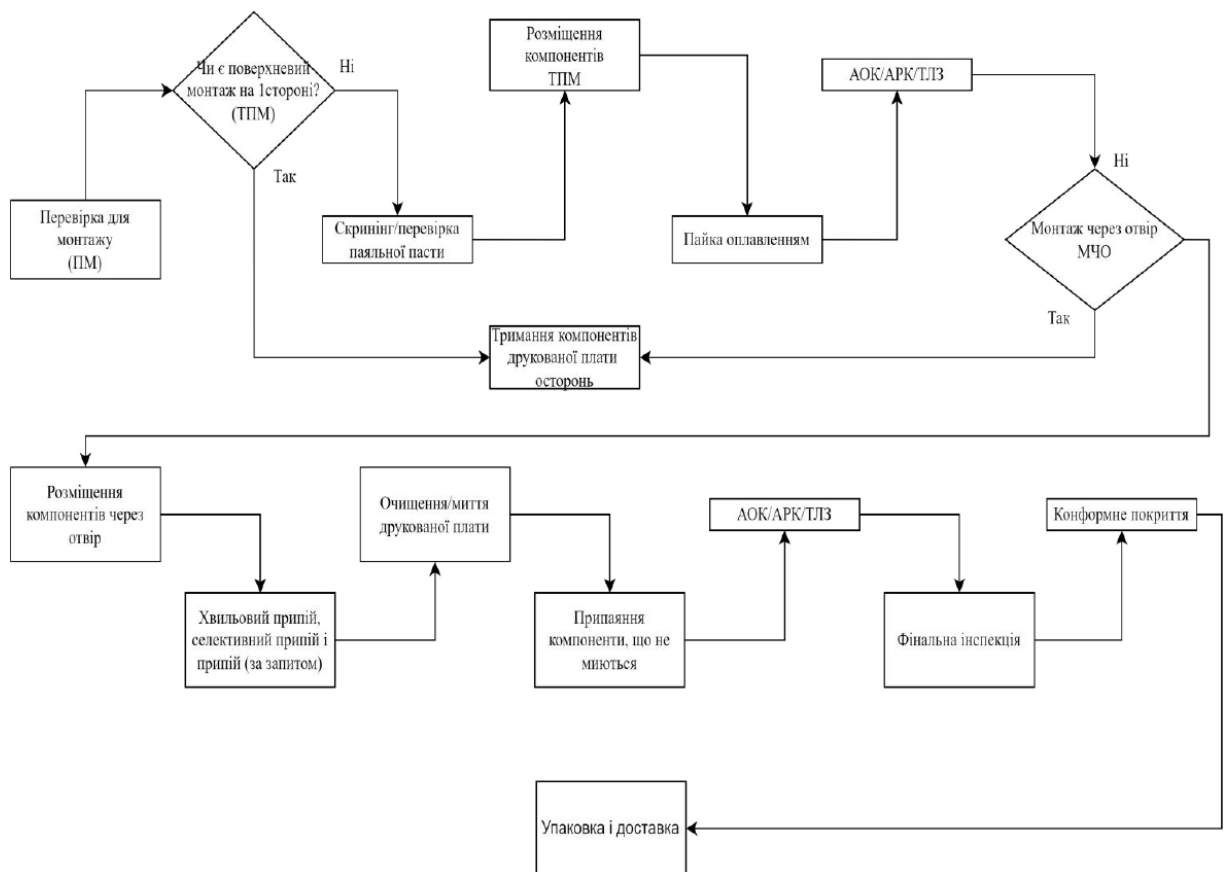 Чи є поверхневий
монтаж на 1стороні?
(ТПМ)
Ні
Так
Перевірка для
монтажу
(ПМ)
Скринінг/перевірка
паяльної пасти
Розміщення
компонентів
ТПМ
Пайка оплавленням
АОК/АРК/ТЛЗ
Ні
Монтаж через отвір
МЧО
Так
Тримання компонентів
друкованої плати
осторонь
Розміщення
компонентів через
отвір
Хвильовий припій,
селективний припій і
припій (за запитом)
Очищення/миття
друкованої плати
Припаяння
компоненти, що не
миються
АОК/АРК/ТЛЗ
Фінальна інспекція
Конформне покриття
Упаковка і доставка